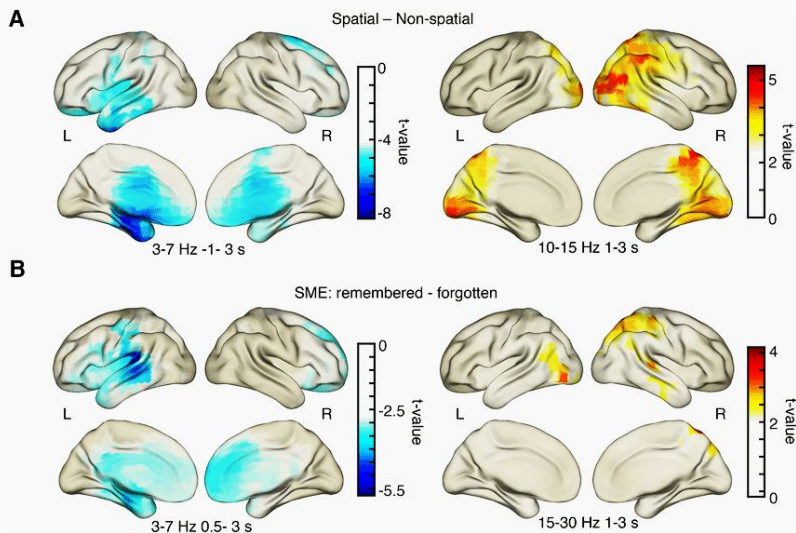 A
Spatial – Non-spatial
L
R
0
-4
-8
t-value
3-7 Hz -1- 3 s
L
R
5
2
0
t-value
10-15 Hz 1-3 s
B
SME: remembered - forgotten
L
R
0
-2.5
-5.5
t-value
3-7 Hz 0.5- 3 s
L
R
4
2
0
t-value
15-30 Hz 1-3 s